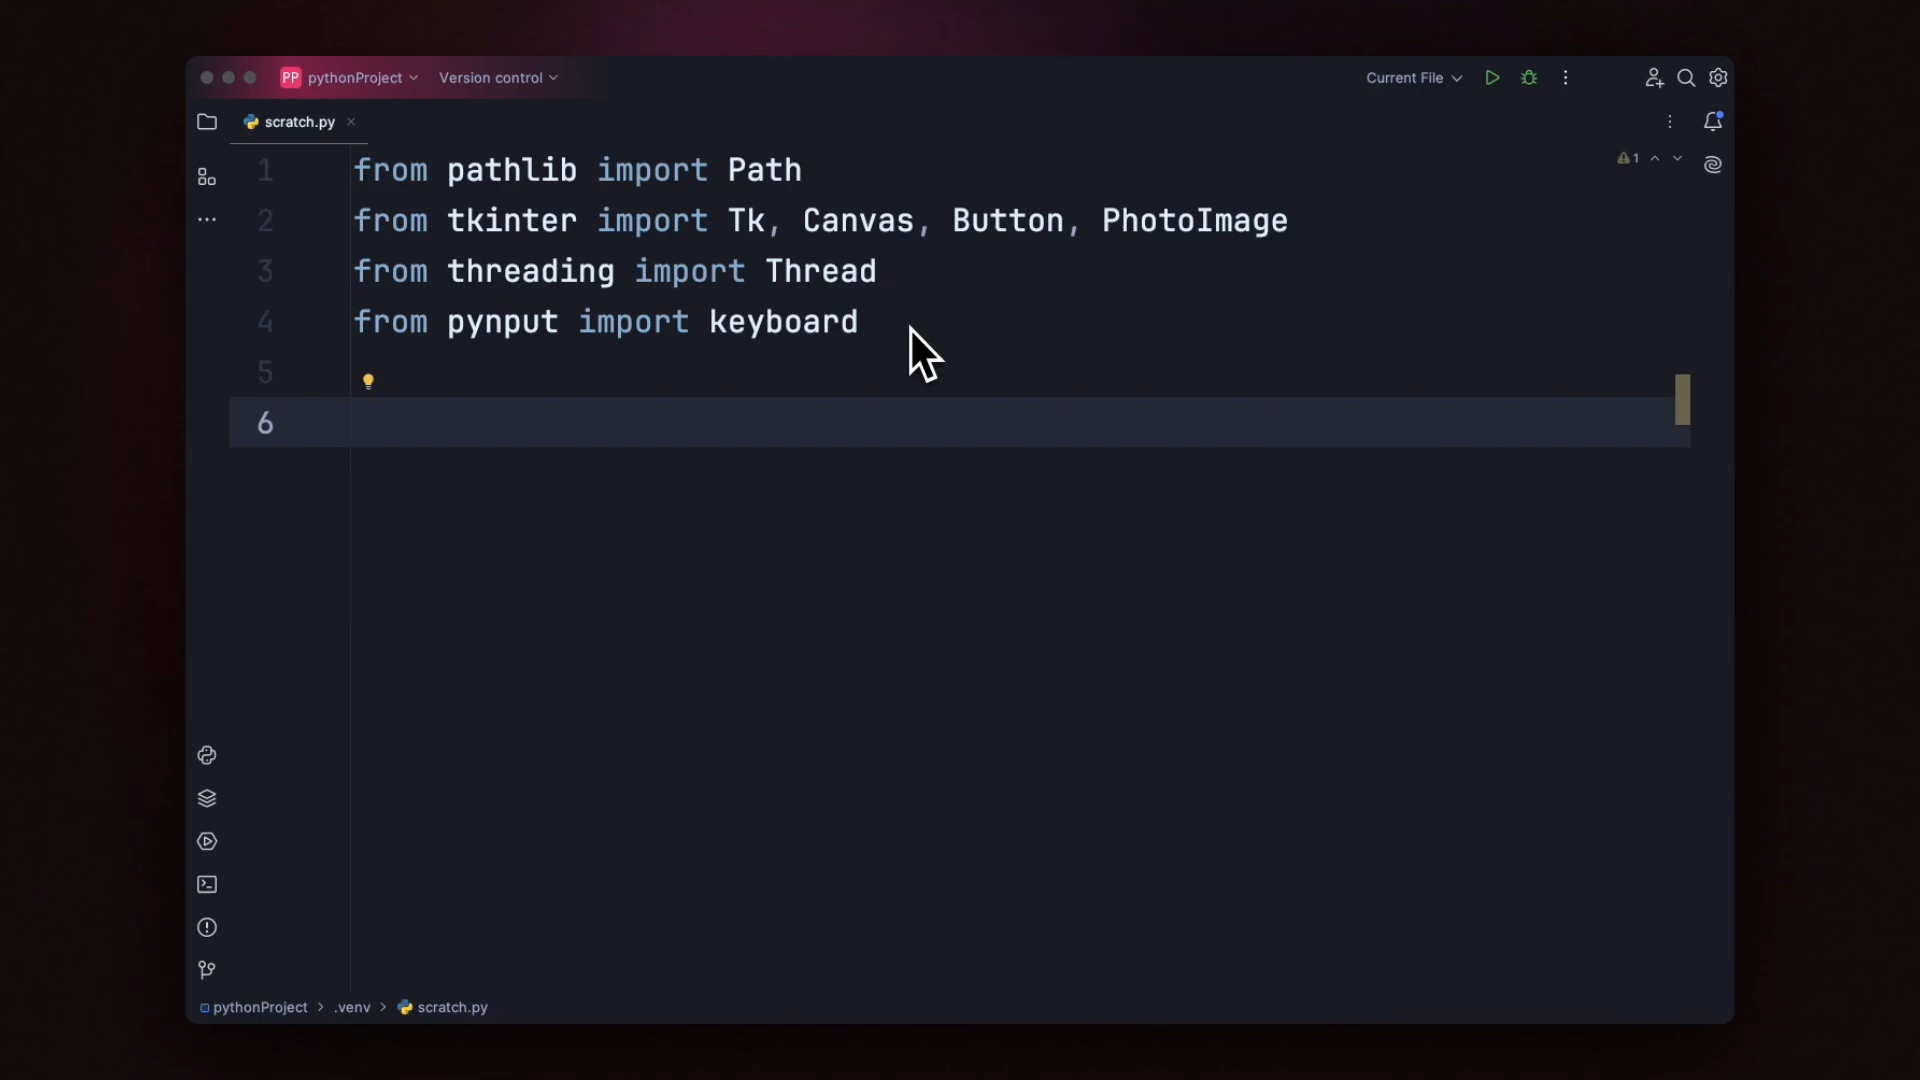 PP pythonProject Version control Current File
scratch.py
1 from pathlib import Path
2 from tkinter import Tk, Canvas, Button, PhotoImage
3 from threading import Thread
4 from pynput import keyboard
5
6
1
pythonProject > .venv > scratch.py